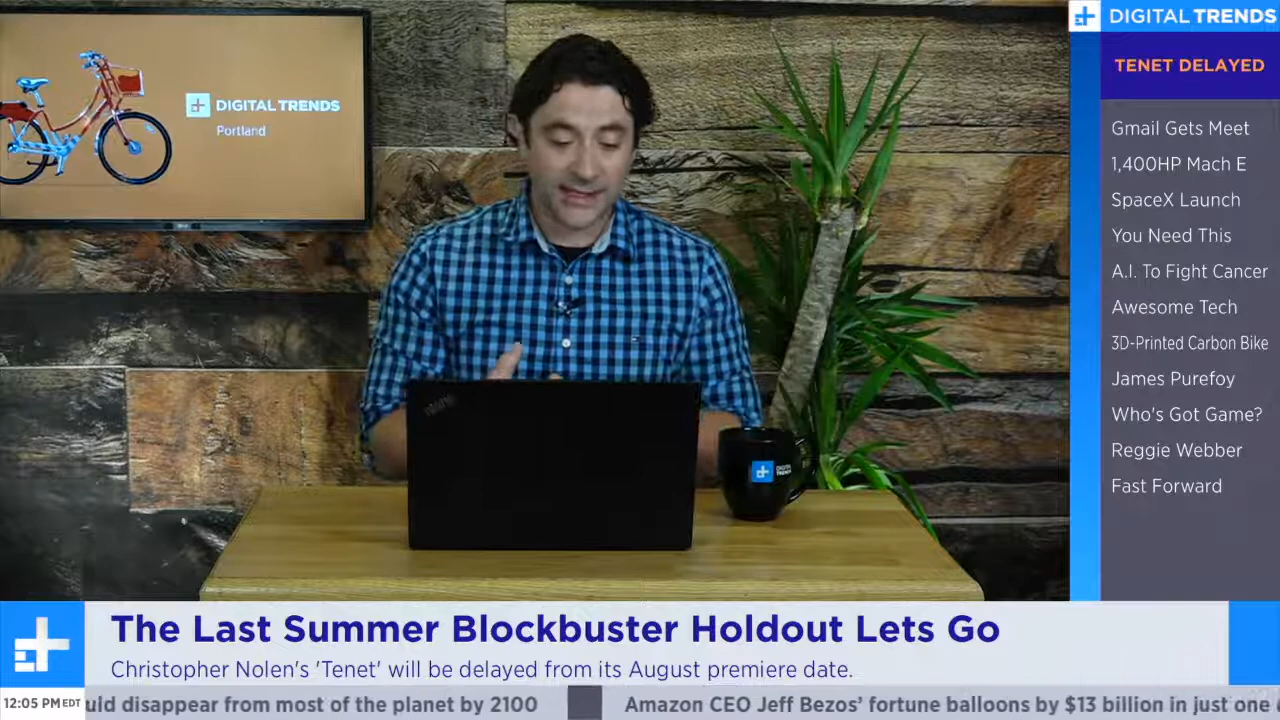 DIGITAL TRENDS
TENET DELAYED
DIGITAL TRENDS
Portland
Gmail Gets Meet
1,400HP Mach E
SpaceX Launch
You Need This
A.I. To Fight Cancer
Awesome Tech
3D-Printed Carbon Bike
James Purefoy
Who's Got Game?
Reggie Webber
Fast Forward
DIGITAL
TRENDS
The Last Summer Blockbuster Holdout Lets Go
Christopher Nolen's 'Tenet' will be delayed from its August premiere date.
12:05 PM EDT
uld disappear from most of the planet by 2100
Amazon CEO Jeff Bezos’ fortune balloons by $13 billion in just one